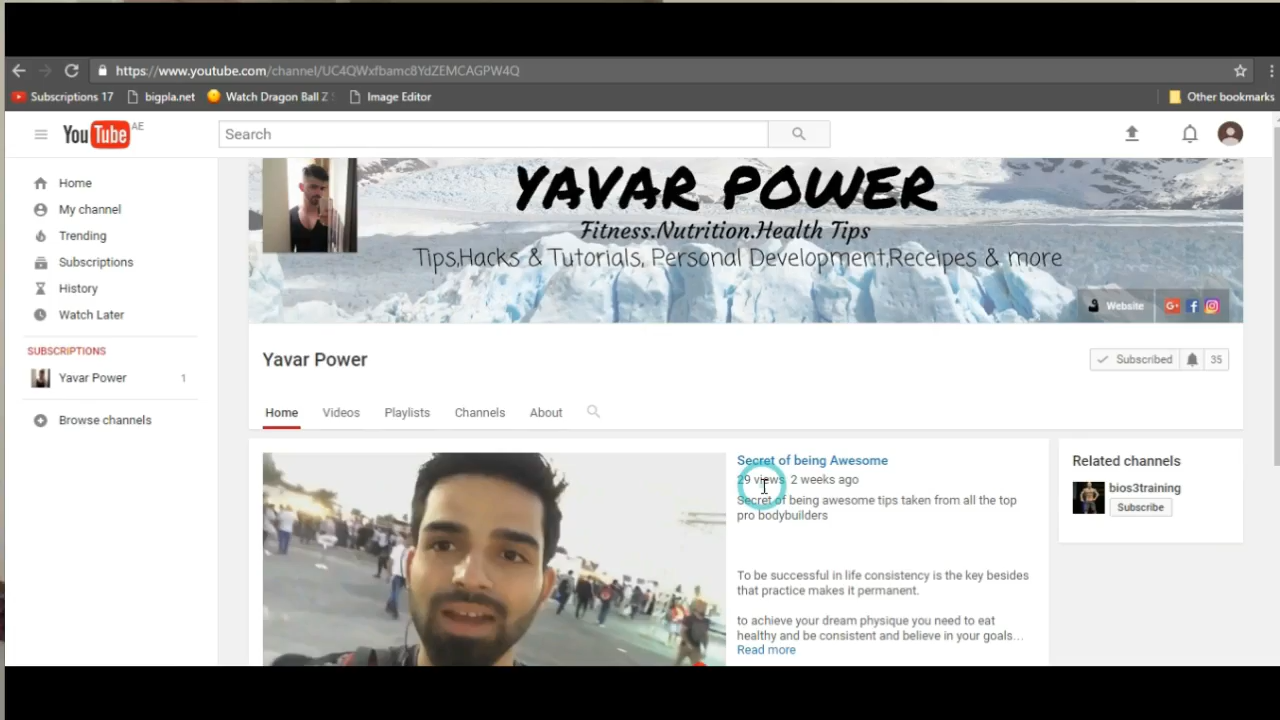 https://www.youtube.com/channel/UC4QWxfbamc8YdZEMCAGPW4Q
Subscriptions 17
bigpla.net
Watch Dragon Ball Z
Image Editor
Other bookmarks
YouTube AE
Search
Home
My channel
Trending
Subscriptions
History
Watch Later
SUBSCRIPTIONS
Yavar Power 1
Browse channels
YAVAR POWER
Fitness.Nutrition.Health Tips
Tips,Hacks & Tutorials, Personal Development,Receipes & more
Website
G+ f
Yavar Power
Subscribed 35
Home Videos Playlists Channels About
Secret of being Awesome
29 views 2 weeks ago
Secret of being awesome tips taken from all the top
pro bodybuilders
To be successful in life consistency is the key besides
that practice makes it permanent.
to achieve your dream physique you need to eat
healthy and be consistent and believe in your goals...
Read more
Related channels
bios3training
Subscribe